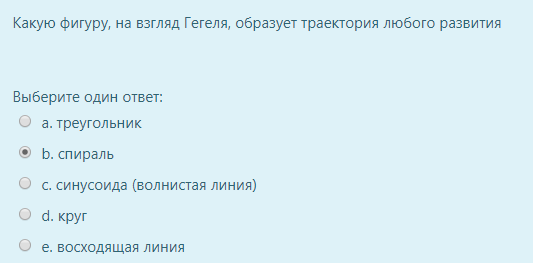 Какую фигуру, на взгляд Гегеля, образует траектория любого развития
Выберите один ответ:
a. треугольник
b. спираль
c. синусоида (волнистая линия)
d. круг
e. восходящая линия